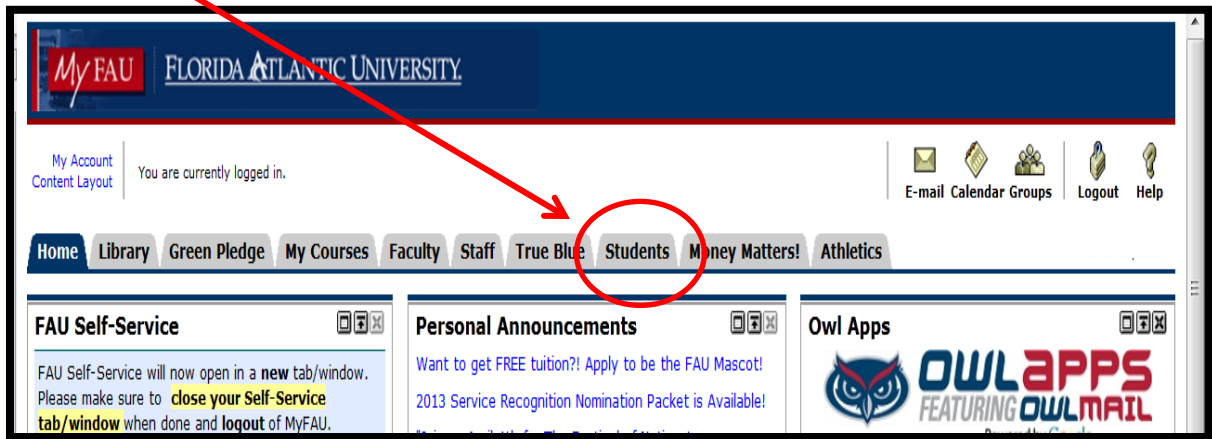 My FAU FLORIDA ATLANTIC UNIVERSITY.
My Account
Content Layout
You are currently logged in.
E-mail Calendar Groups Logout Help
Home Library Green Pledge My Courses Faculty Staff True Blue Students Money Matters! Athletics
FAU Self-Service
FAU Self-Service will now open in a new tab/window.
Please make sure to close your Self-Service
tab/window when done and logout of MyFAU.
Personal Announcements
Want to get FREE tuition?! Apply to be the FAU Mascot!
2013 Service Recognition Nomination Packet is Available!
Owl Apps
OWL APPS
FEATURING OWLMAIL